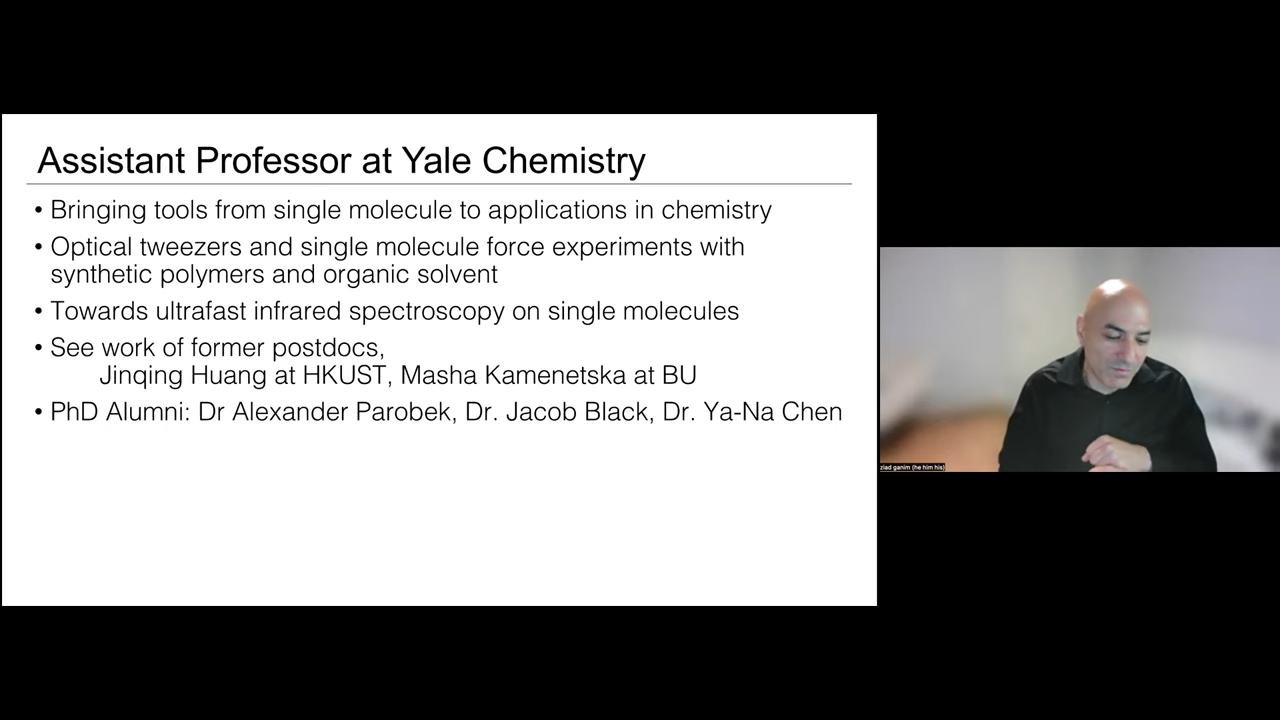 Assistant Professor at Yale Chemistry
• Bringing tools from single molecule to applications in chemistry
• Optical tweezers and single molecule force experiments with
synthetic polymers and organic solvent
• Towards ultrafast infrared spectroscopy on single molecules
• See work of former postdocs,
Jinqing Huang at HKUST, Masha Kamenetska at BU
• PhD Alumni: Dr Alexander Parobek, Dr. Jacob Black, Dr. Ya-Na Chen
ziad ganim (he him his)